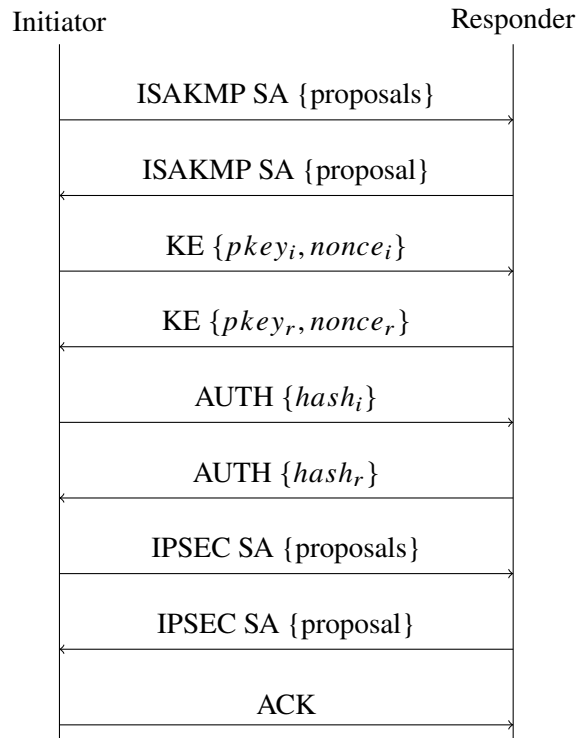 Initiator
Responder
ISAKMP SA {proposals}
ISAKMP SA {proposal}
KE {pkey_i, nonce_i}
KE {pkey_r, nonce_r}
AUTH {hash_i}
AUTH {hash_r}
IPSEC SA {proposals}
IPSEC SA {proposal}
ACK